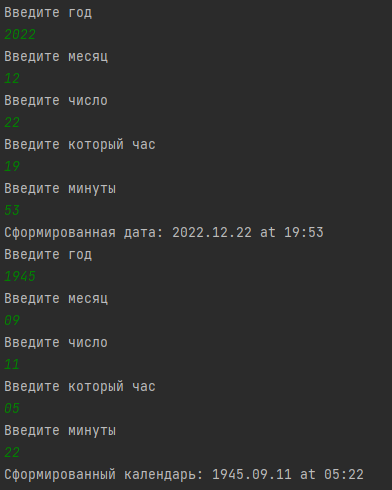 Введите год
2022
Введите месяц
12
Введите число
22
Введите который час
19
Введите минуты
53
Сформированная дата: 2022.12.22 at 19:53
Введите год
1945
Введите месяц
09
Введите число
11
Введите который час
05
Введите минуты
22
Сформированный календарь: 1945.09.11 at 05:22